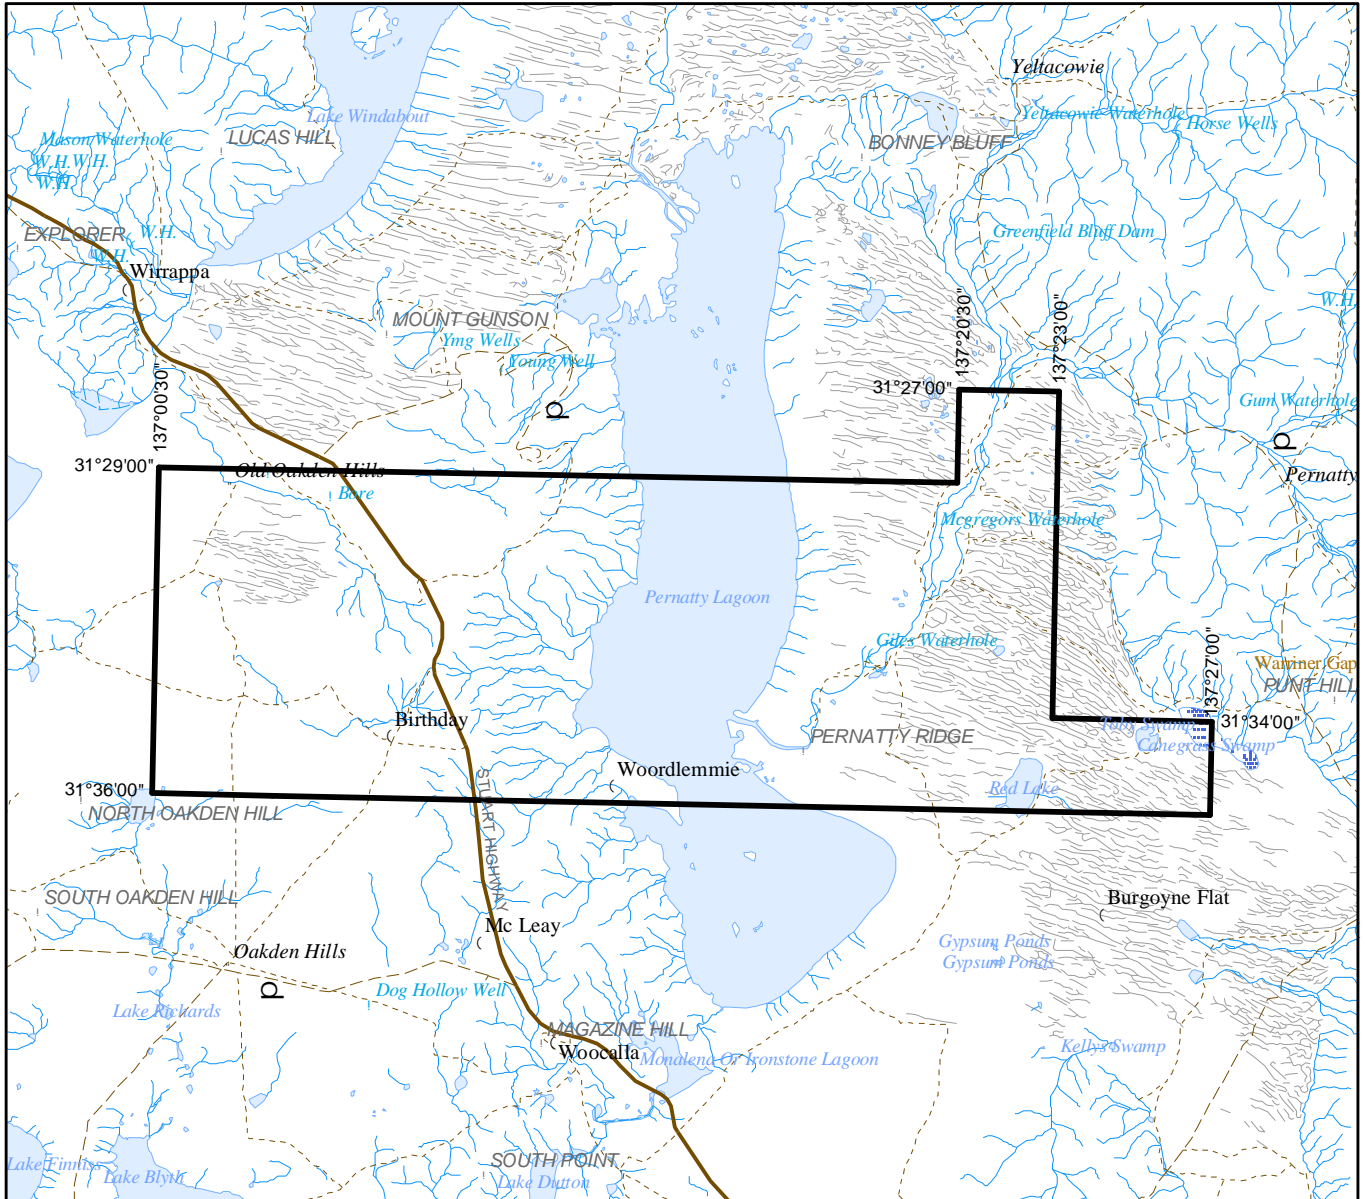 Yeltacowie
Lake Windabout
Yeltacowie Waterhole
Horse Wells
LUCAS HILL
Mason Waterhole
BONNEY BLUFF
W.H.
W.H.
W.H.
EXPLORER
W.H.
Greenfield Bluff Dam
W.H.
Wirrappa
W.H.
MOUNT GUNSON
137°20'30"
137°23'00"
Ymg Wells
Young Well
31°27'00"
137°00'30"
Gum Waterhole
d
d
31°29'00"
Old Oakden Hills
Pernatty
Bore
Mcgregors Waterhole
Pernatty Lagoon
Giles Waterhole
Warriner Gap
PUNT HILL
137°27'00"
Birthday
31°34'00"
Toby Swamp
PERNATTY RIDGE
Canegrass Swamp
Woordlemmie
31°36'00"
Red Lake
NORTH OAKDEN HILL
STUART HIGHWAY
SOUTH OAKDEN HILL
Burgoyne Flat
Mc Leay
Oakden Hills
Gypsum Ponds
Gypsum Ponds
d
Dog Hollow Well
Lake Richards
MAGAZINE HILL
Woocalla
Monalena Or Ironstone Lagoon
Kellys Swamp
SOUTH POINT
Lake Finniss
Lake Blyth
Lake Dutton